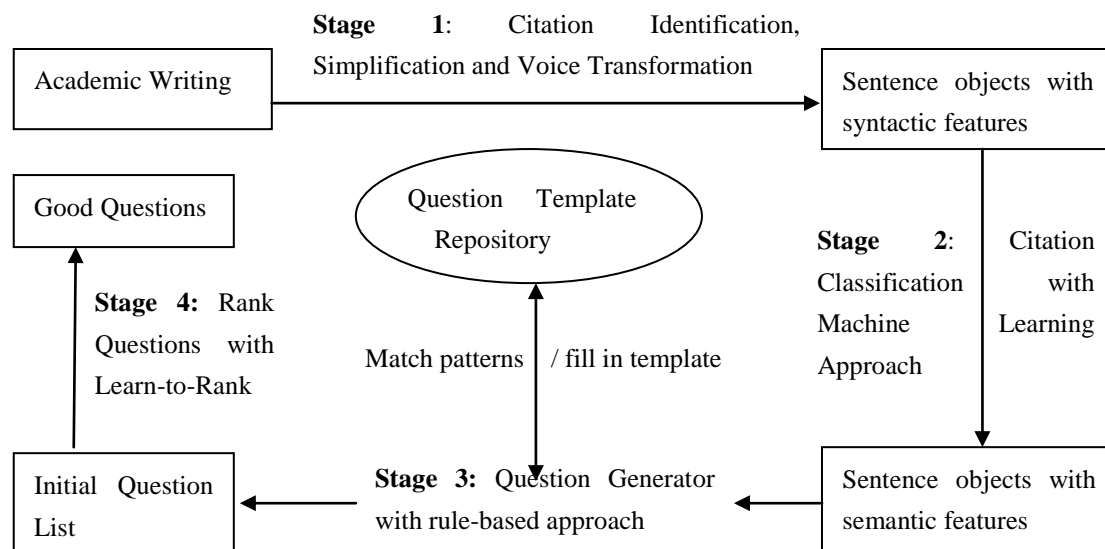 Stage 1: Citation Identification,
Simplification and Voice Transformation
Academic Writing
Sentence objects with
syntactic features
Good Questions
Question Template
Repository
Stage 2: Citation
Classification with
Machine Learning
Approach
Stage 4: Rank
Questions with
Learn-to-Rank
Match patterns / fill in template
Initial Question
List
Stage 3: Question Generator
with rule-based approach
Sentence objects with
semantic features